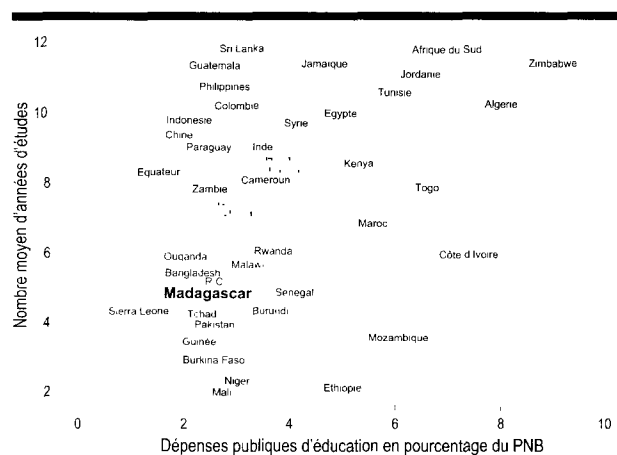 12
Sri Lanka
Afrique du Sud
Guatemala
Jamaique
Zimbabwe
Jordanie
Philippines
Tunisie
Colombie
Algerie
10
Egypte
Indonesie
Syrie
Chine
Paraguay
Inde
Kenya
Equateur
Cameroun
8
Zambie
Togo
Maroc
6
Ouganda
Rwanda
Côte d Ivoire
Malawi
Bangladesh
Madagascar
Senegal
Sierra Leone
Tchad
Burundi
4
Pakistan
Mozambique
Guinée
Burkina Faso
Niger
2
Mali
Ethiopie
0
2
4
6
8
10
Nombre moyen d'années d'études
Dépenses publiques d'éducation en pourcentage du PNB